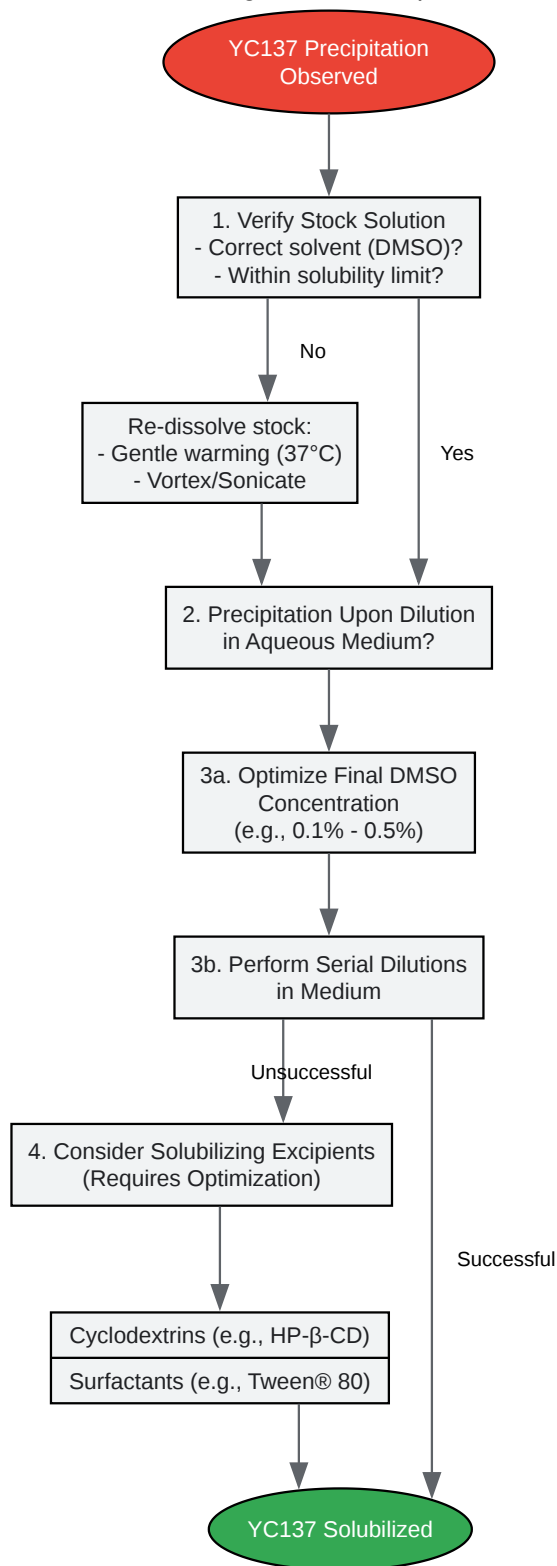 YC137 Precipitation
Observed
1. Verify Stock Solution
- Correct solvent (DMSO)?
- Within solubility limit?
No
Re-dissolve stock:
- Gentle warming (37°C)
- Vortex/Sonicate
Yes
2. Precipitation Upon Dilution
in Aqueous Medium?
3a. Optimize Final DMSO
Concentration
(e.g., 0.1% - 0.5%)
3b. Perform Serial Dilutions
in Medium
Unsuccessful
4. Consider Solubilizing Excipients
(Requires Optimization)
Successful
Cyclodextrins (e.g., HP-β-CD)
Surfactants (e.g., Tween® 80)
YC137 Solubilized